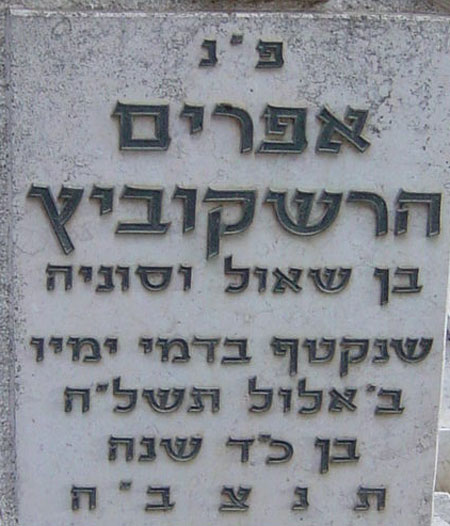 פ"נ
אפרים
הרשקוביץ
בן שאול וסוניה
שנקטף בדמי ימיו
ב'אלול תשל"ח
בן כ"ד שנה
ת נ צ ב" ה